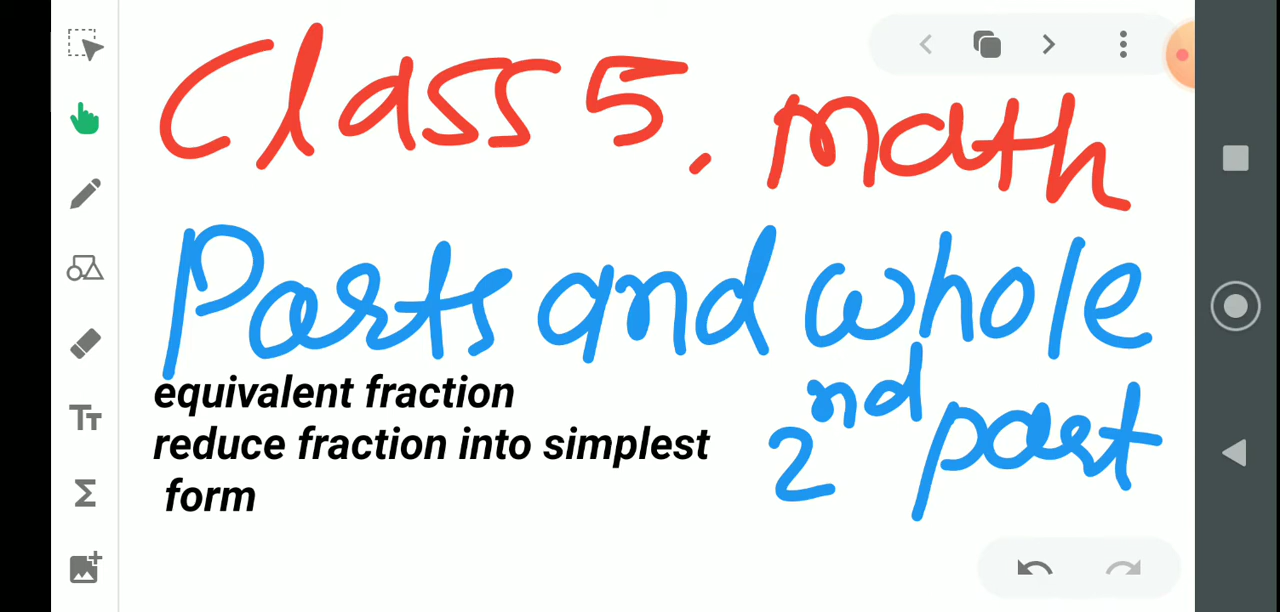 Class 5, Math
Parts and whole
equivalent fraction
reduce fraction into simplest
form
2nd part